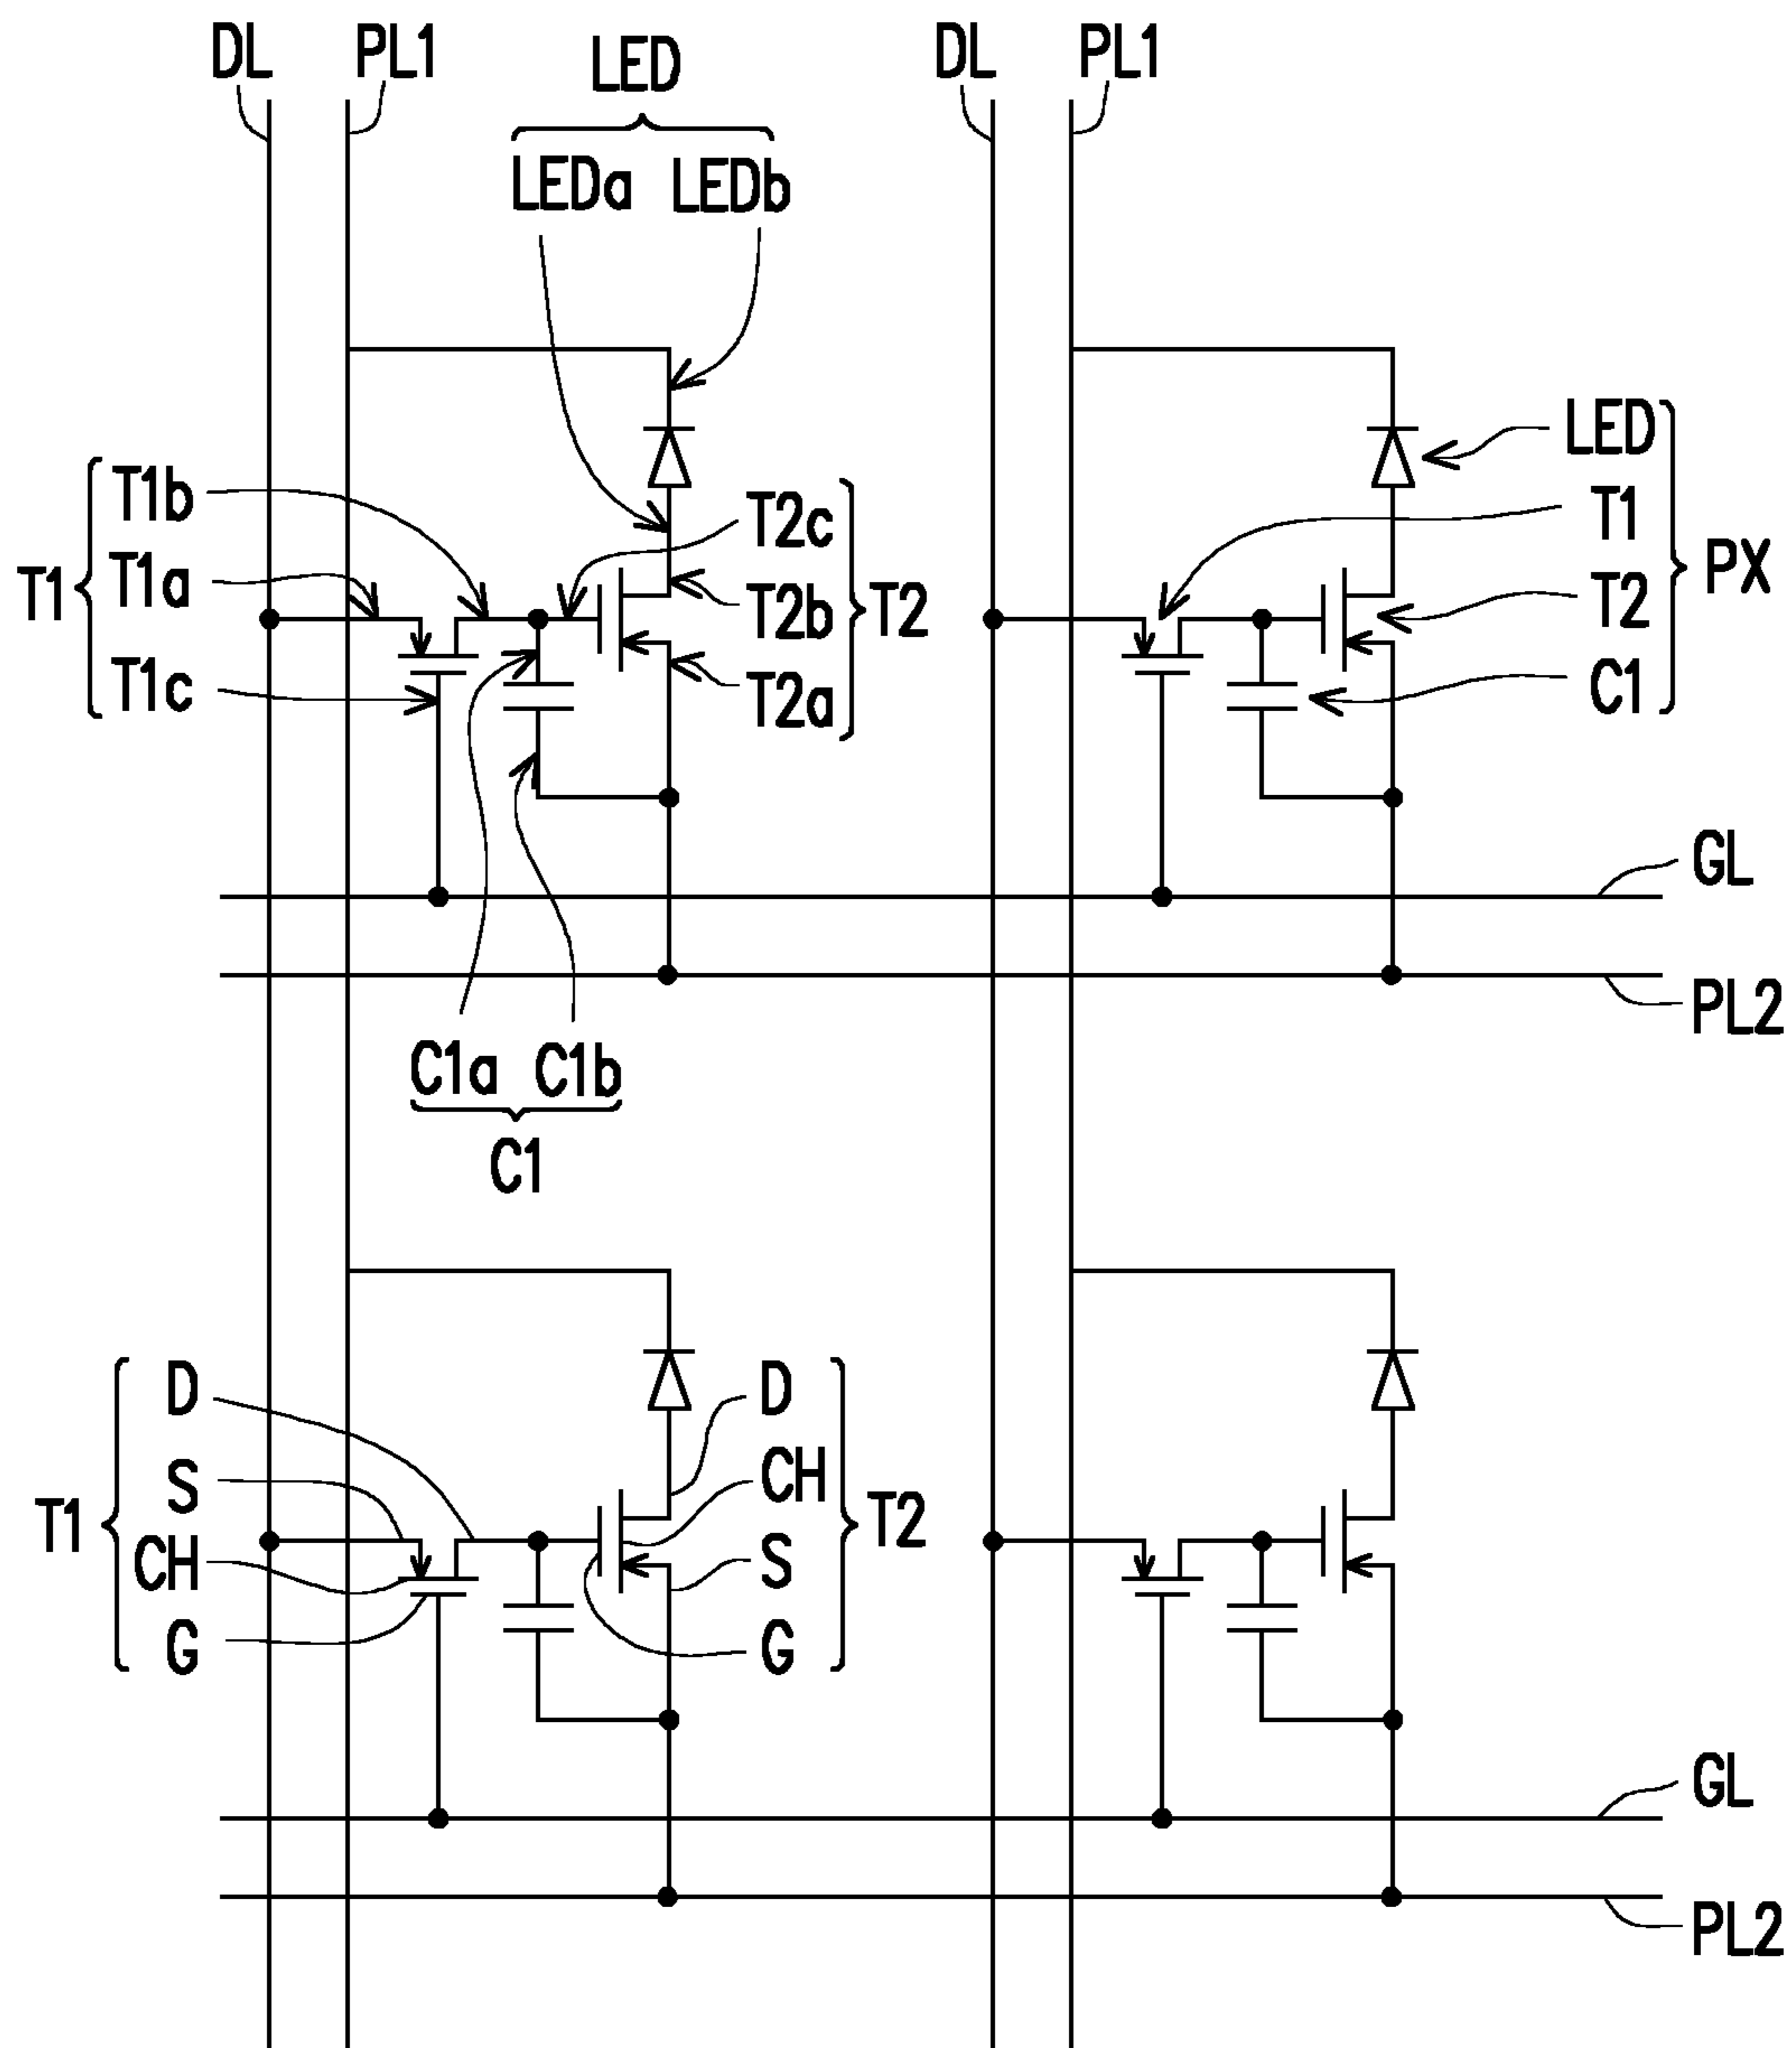 DL PL1 LED DL PL1
LEDa LEDb
LED
T1b T2c T1
T1 T1a T2b T2 T2 PX
T1c T2a C1
GL
PL2
C1a C1b
C1
D D
S CH
T1 T2
CH S
G G
GL
PL2